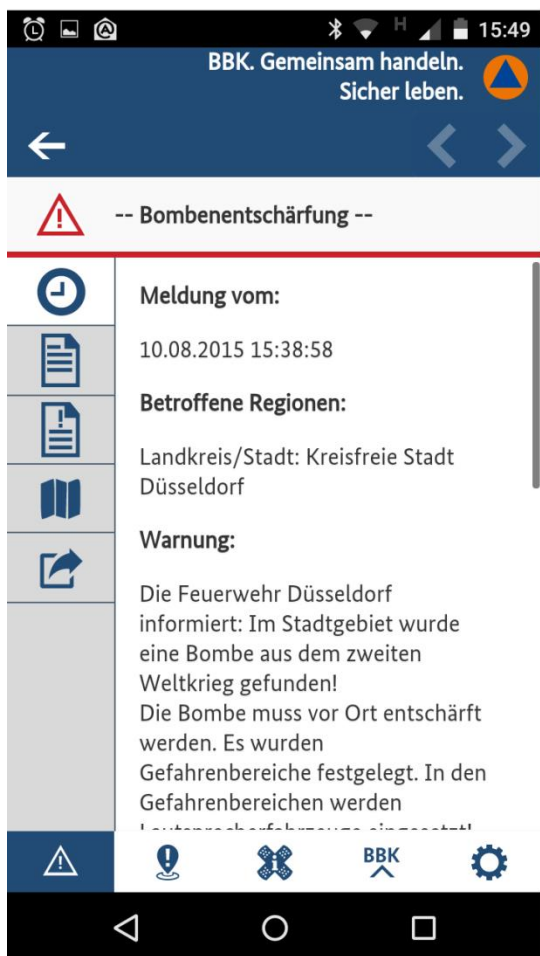 H 15:49
BBK. Gemeinsam handeln.
Sicher leben.
-- Bombenentschärfung --
Meldung vom:
10.08.2015 15:38:58
Betroffene Regionen:
Landkreis/Stadt: Kreisfreie Stadt
Düsseldorf
Warnung:
Die Feuerwehr Düsseldorf
informiert: Im Stadtgebiet wurde
eine Bombe aus dem zweiten
Weltkrieg gefunden!
Die Bombe muss vor Ort entschärft
werden. Es wurden
Gefahrenbereiche festgelegt. In den
Gefahrenbereichen werden
Lautsprecherfahrzeuge eingesetzt!
BBK